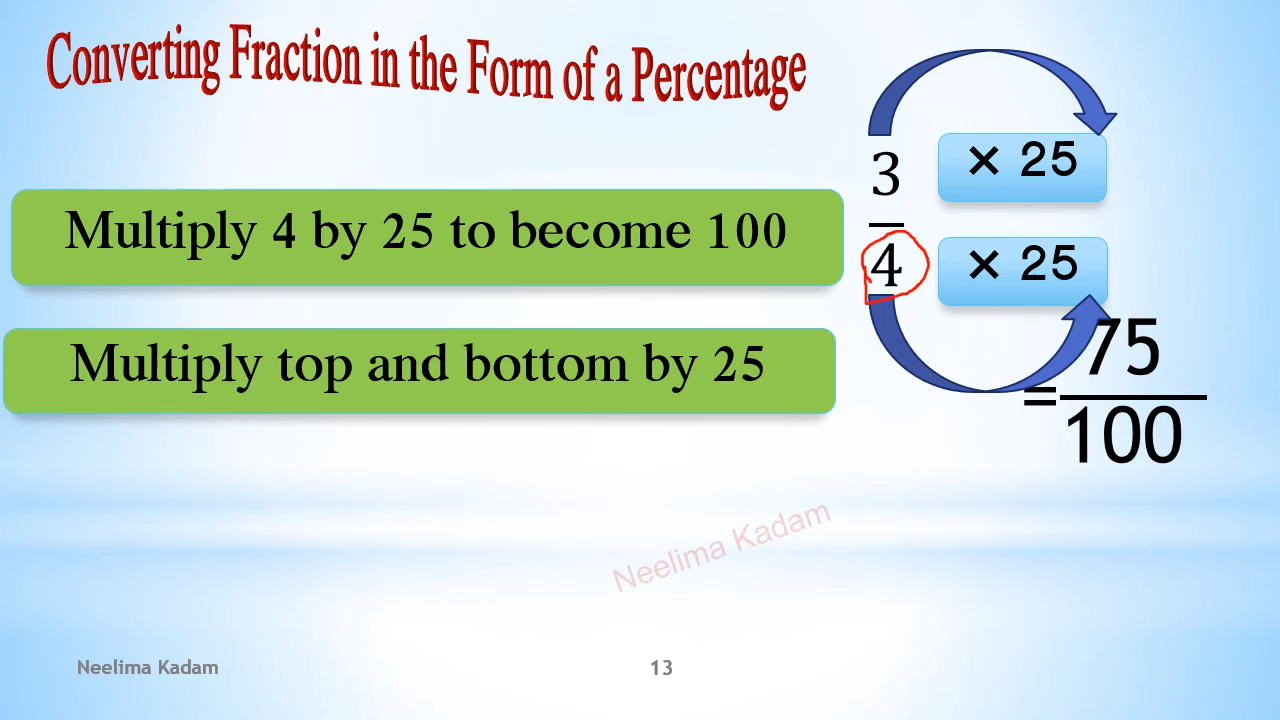 Converting Fraction in the Form of a Percentage
Multiply 4 by 25 to become 100
Multiply top and bottom by 25
3 × 25
4 × 25
75
=
100
Neelima Kadam
Neelima Kadam
13